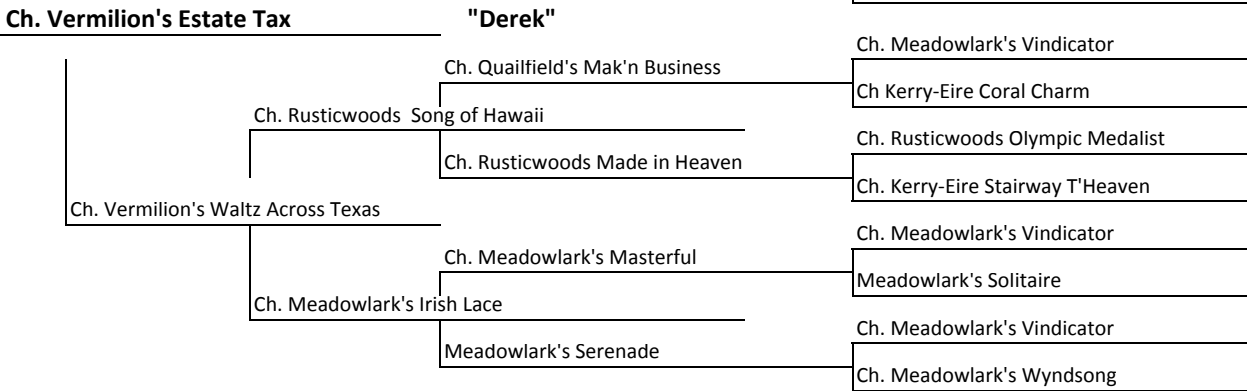 Ch. Vermilion's Estate Tax "Derek"
Ch. Meadowlark's Vindicator
Ch. Quailfield's Mak'n Business
Ch Kerry-Eire Coral Charm
Ch. Rusticwoods Song of Hawaii
Ch. Rusticwoods Olympic Medalist
Ch. Rusticwoods Made in Heaven
Ch. Kerry-Eire Stairway T'Heaven
Ch. Vermilion's Waltz Across Texas
Ch. Meadowlark's Vindicator
Ch. Meadowlark's Masterful
Meadowlark's Solitaire
Ch. Meadowlark's Irish Lace
Ch. Meadowlark's Vindicator
Meadowlark's Serenade
Ch. Meadowlark's Wyndsong